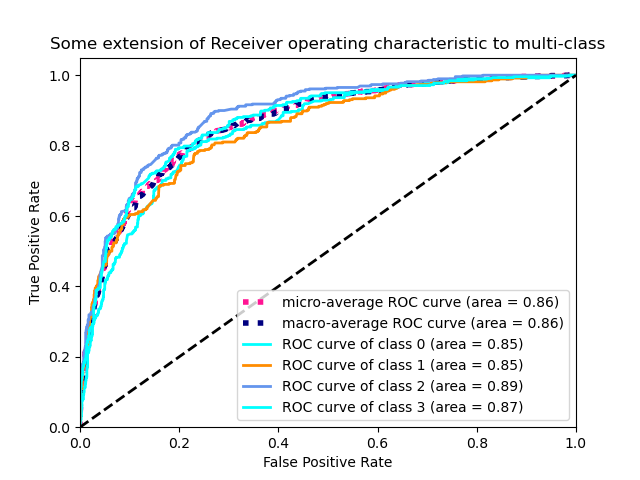 Some extension of Receiver operating characteristic to multi-class
True Positive Rate
1.0
0.8
0.6
0.4
0.2
0.0
micro-average ROC curve (area = 0.86)
macro-average ROC curve (area = 0.86)
ROC curve of class 0 (area = 0.85)
ROC curve of class 1 (area = 0.85)
ROC curve of class 2 (area = 0.89)
ROC curve of class 3 (area = 0.87)
0.0 0.2 0.4 0.6 0.8 1.0
False Positive Rate